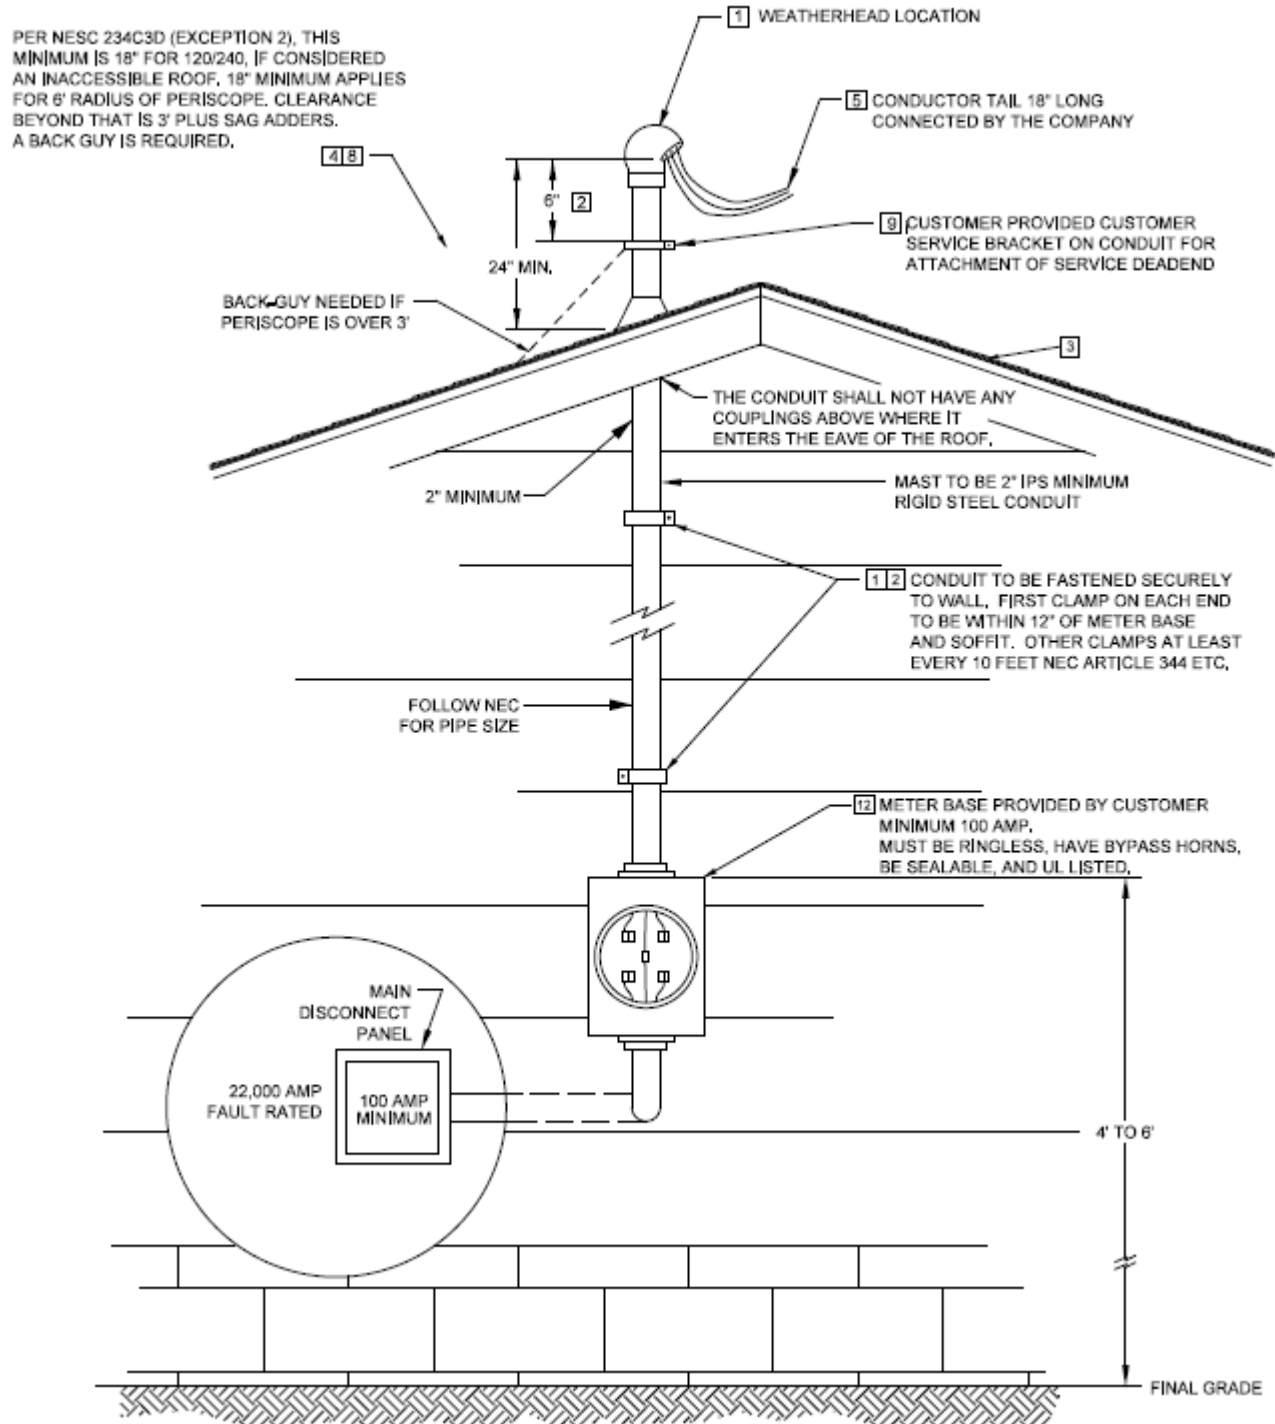 1 WEATHERHEAD LOCATION
PER NESC 234C3D (EXCEPTION 2), THIS
MINIMUM IS 18" FOR 120/240, IF CONSIDERED
AN INACCESSIBLE ROOF. 18" MINIMUM APPLIES
FOR 6' RADIUS OF PERISCOPE. CLEARANCE
BEYOND THAT IS 3' PLUS SAG ADDERS.
A BACK GUY IS REQUIRED.
4 8
5 CONDUCTOR TAIL 18" LONG
CONNECTED BY THE COMPANY
6" 2
24" MIN.
9 CUSTOMER PROVIDED CUSTOMER
SERVICE BRACKET ON CONDUIT FOR
ATTACHMENT OF SERVICE DEADEND
BACK-GUY NEEDED IF
PERISCOPE IS OVER 3'
3
THE CONDUIT SHALL NOT HAVE ANY
COUPLINGS ABOVE WHERE IT
ENTERS THE EAVE OF THE ROOF.
2" MINIMUM
MAST TO BE 2" IPS MINIMUM
RIGID STEEL CONDUIT
1 2 CONDUIT TO BE FASTENED SECURELY
TO WALL. FIRST CLAMP ON EACH END
TO BE WITHIN 12" OF METER BASE
AND SOFFIT. OTHER CLAMPS AT LEAST
EVERY 10 FEET NEC ARTICLE 344 ETC.
FOLLOW NEC
FOR PIPE SIZE
12 METER BASE PROVIDED BY CUSTOMER
MINIMUM 100 AMP.
MUST BE RINGLESS, HAVE BYPASS HORNS,
BE SEALABLE, AND UL LISTED.
MAIN
DISCONNECT
PANEL
22,000 AMP
FAULT RATED
100 AMP
MINIMUM
4' TO 6'
FINAL GRADE